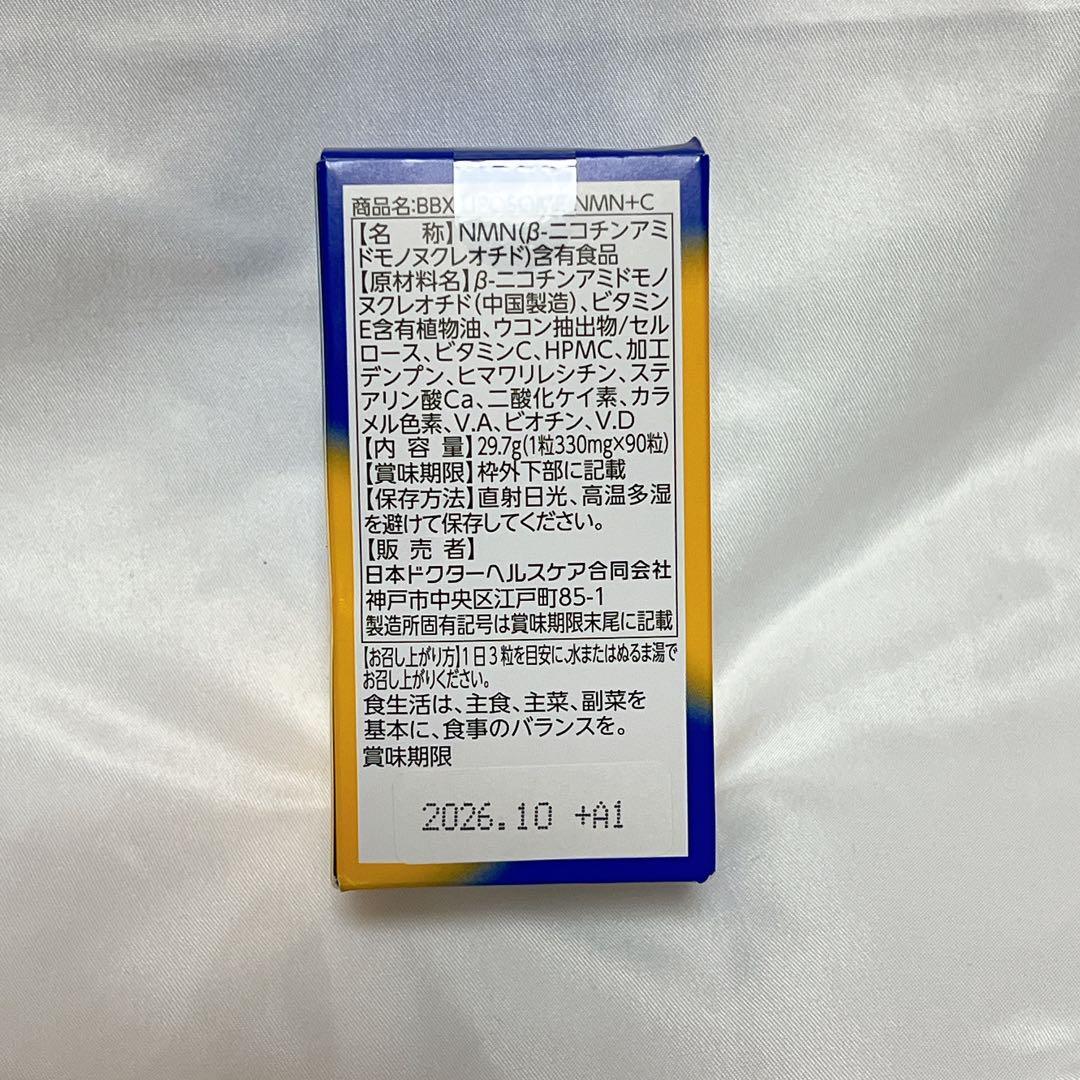 商品名:BBX LIPOSOME NMN+C
【名 称】NMN(β-ニコチンアミ
ドモノヌクレオチド)含有食品
【原材料名】β-ニコチンアミドモノ
ヌクレオチド(中国製造)、ビタミン
E含有植物油、ウコン抽出物/セル
ロース、ビタミンC、HPMC、加工
デンプン、ヒマワリレシチン、ステ
アリン酸Ca、二酸化ケイ素、カラ
メル色素、V.A、ビオチン、V.D
【内 容 量】29.7g(1粒330mg×90粒)
【賞味期限】枠外下部に記載
【保存方法】直射日光、高温多湿
を避けて保存してください。
【販 売 者】
日本ドクターヘルスケア合同会社
神戸市中央区江戸町85-1
製造所固有記号は賞味期限末尾に記載
【お召し上がり方】1日3粒を目安に、水またはぬるま湯で
お召し上がりください。
食生活は、主食、主菜、副菜を
基本に、食事のバランスを。
賞味期限
2026.10 +A1